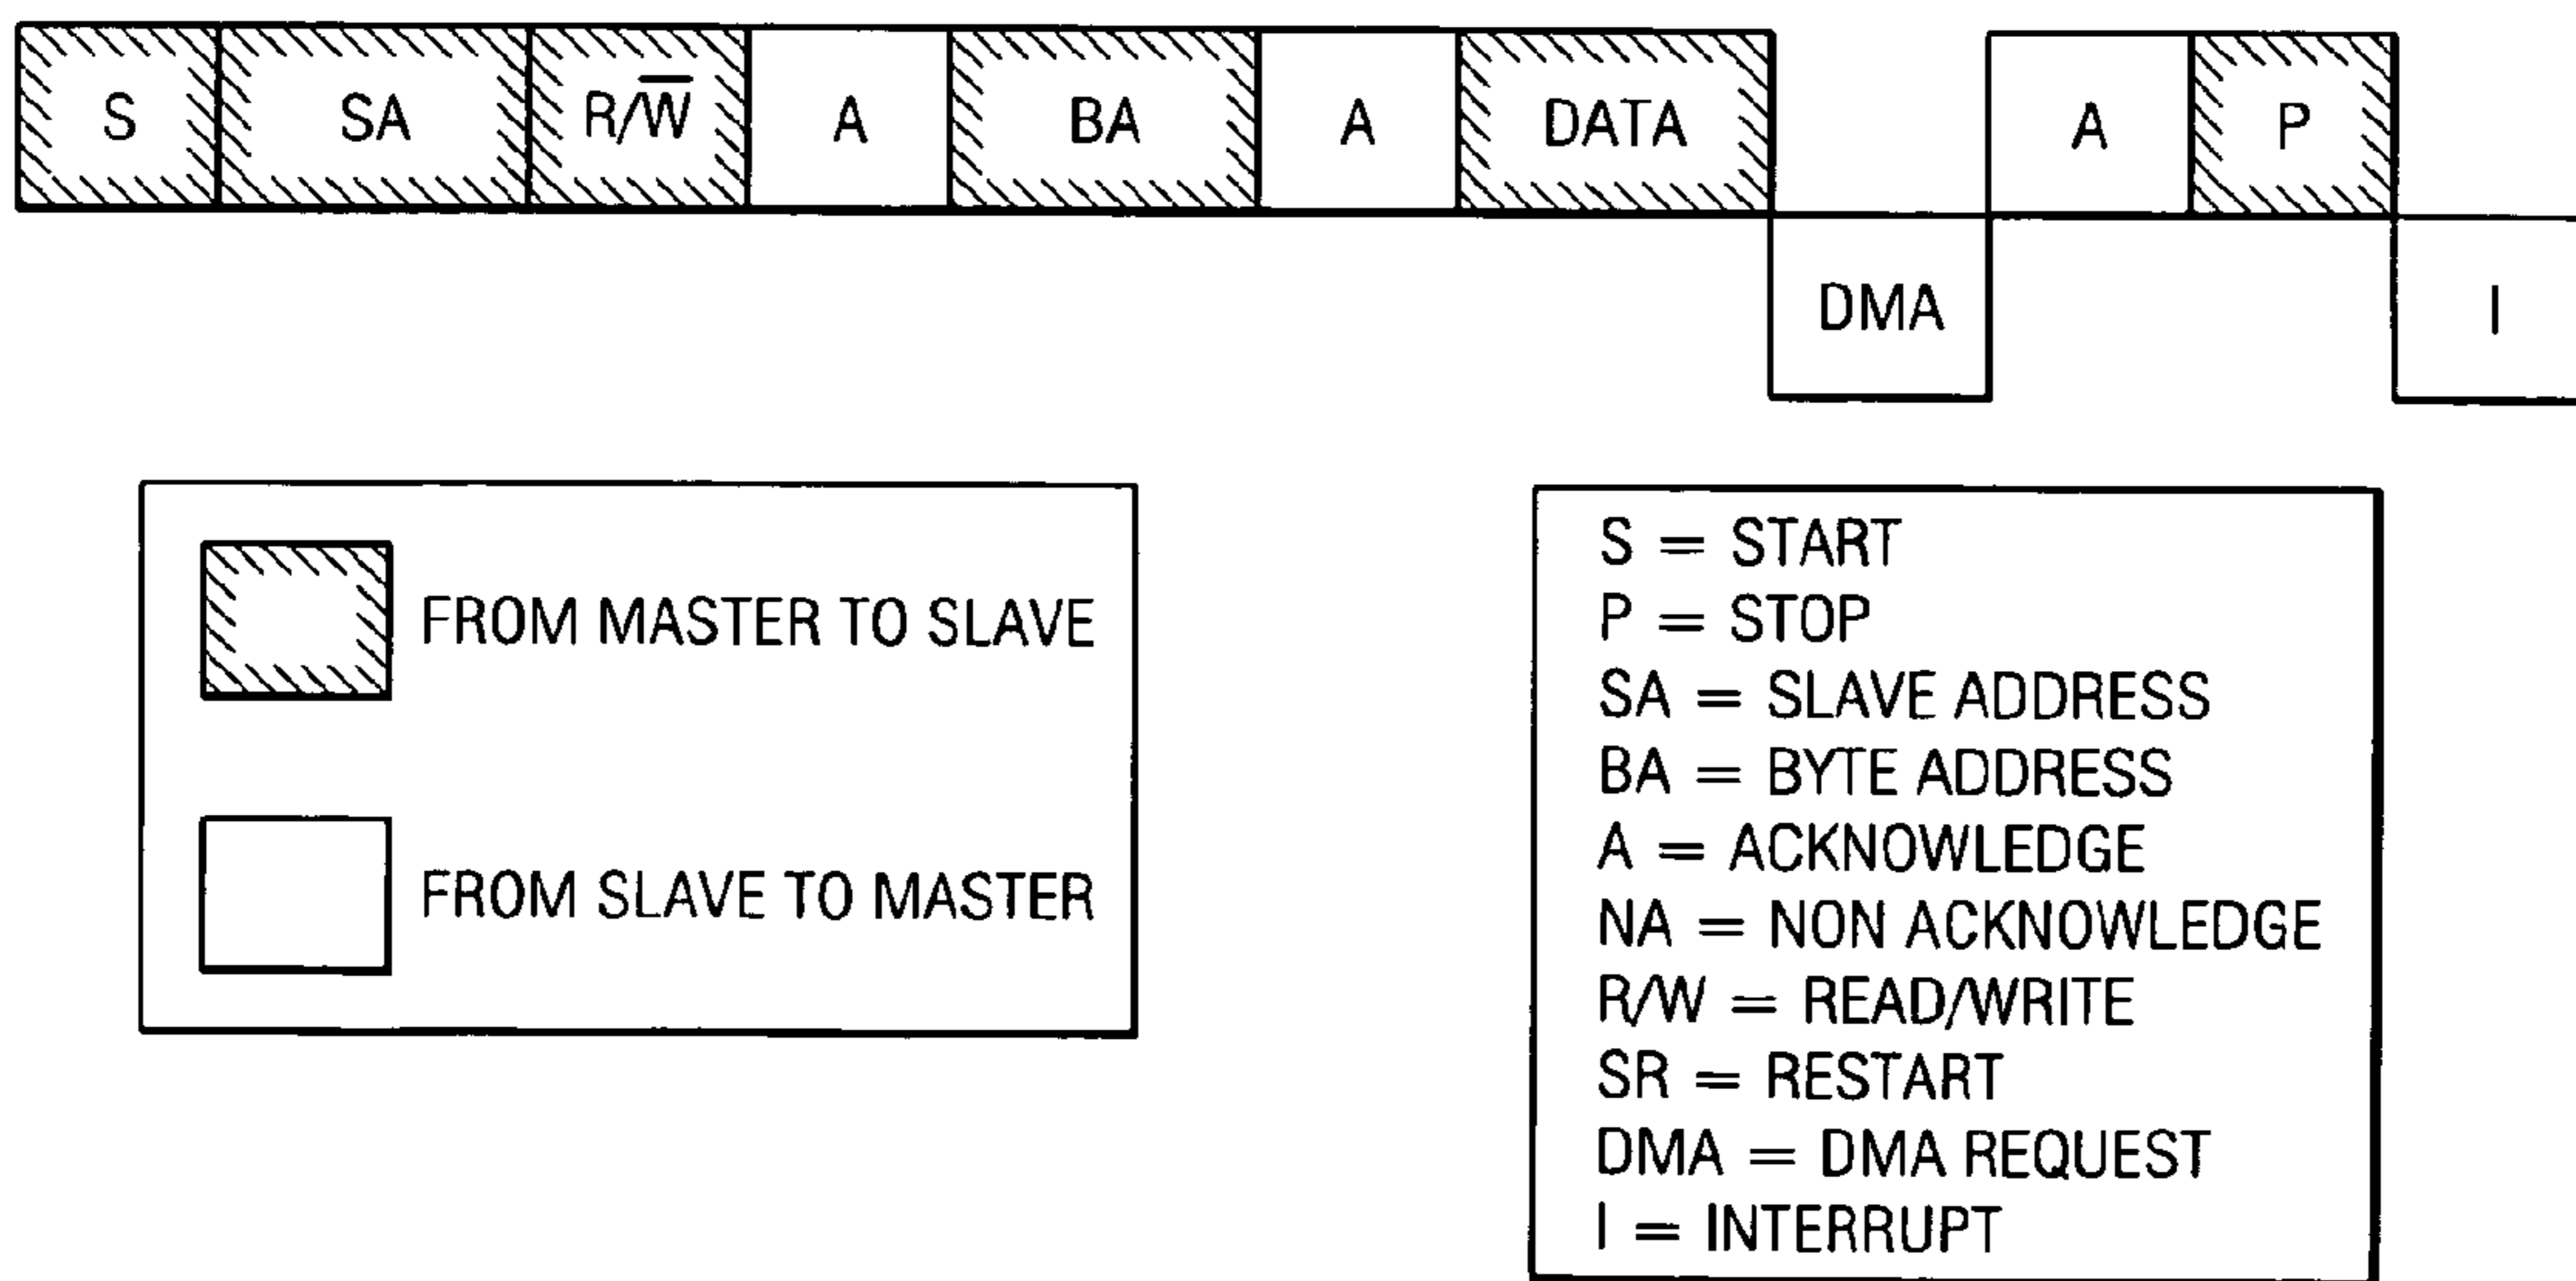 S SA R/W̅ A BA A DATA A P
DMA I
FROM MASTER TO SLAVE
FROM SLAVE TO MASTER
S = START
P = STOP
SA = SLAVE ADDRESS
BA = BYTE ADDRESS
A = ACKNOWLEDGE
NA = NON ACKNOWLEDGE
R/W = READ/WRITE
SR = RESTART
DMA = DMA REQUEST
I = INTERRUPT